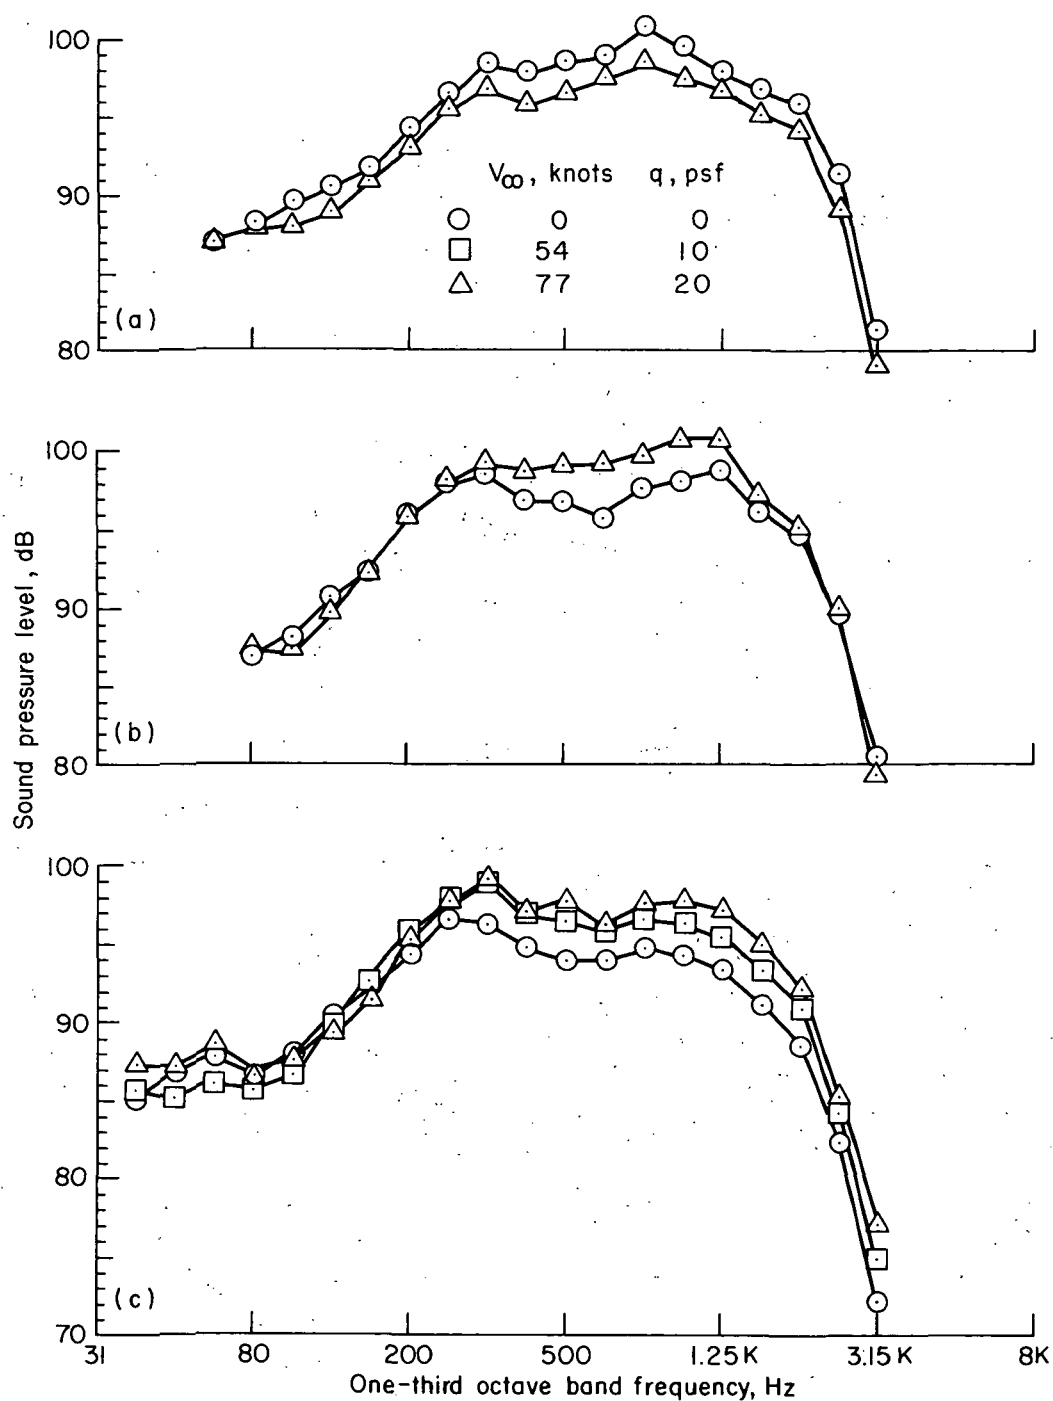 100
90
80
(a)
V∞, knots q, psf
0 0
54 10
77 20
100
90
80
(b)
Sound pressure level, dB
100
90
80
70
(c)
31 80 200 500 1.25K 3.15K 8K
One-third octave band frequency, Hz